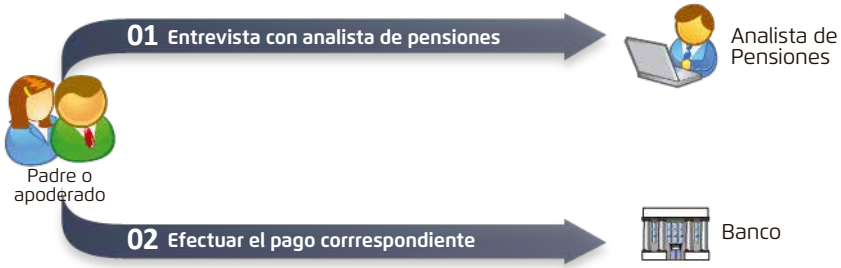 01 Entrevista con analista de pensiones
Analista de
Pensiones
Padre o
apoderado
02 Efectuar el pago corrrespondiente
Banco